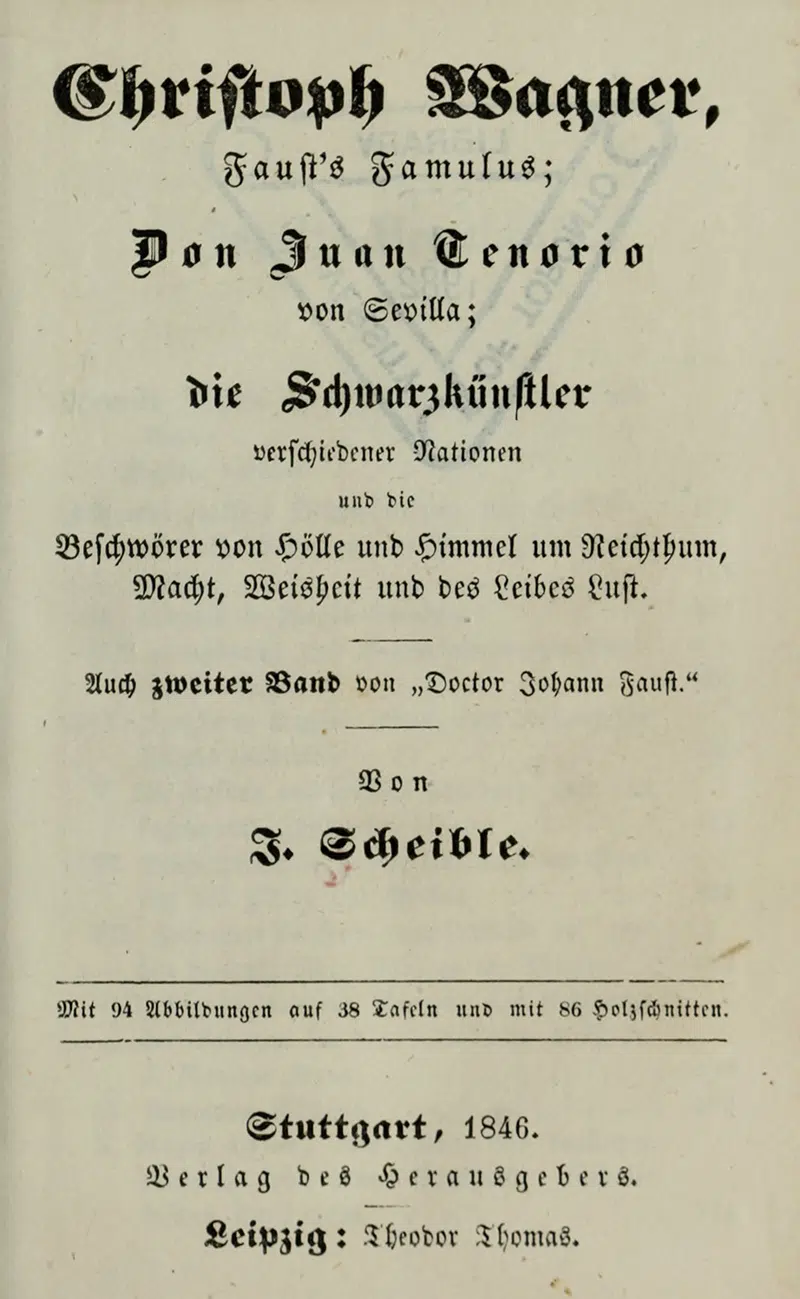 Christoph Wagner,
Faust's Famulus;
Don Juan Tenorio
von Sevilla;
die Schwarzkünstler
verschiedener Nationen
und die
Beschwörer von Hölle und Himmel um Reichthum,
Macht, Weisheit und des Leibes Lust.
Auch zweiter Band von „Doctor Johann Faust.“
Von
J. Scheible.
Mit 94 Abbildungen auf 38 Tafeln und mit 86 Holzschnitten.
Stuttgart, 1846.
Verlag des Herausgebers.
Leipzig: Theodor Thomas.